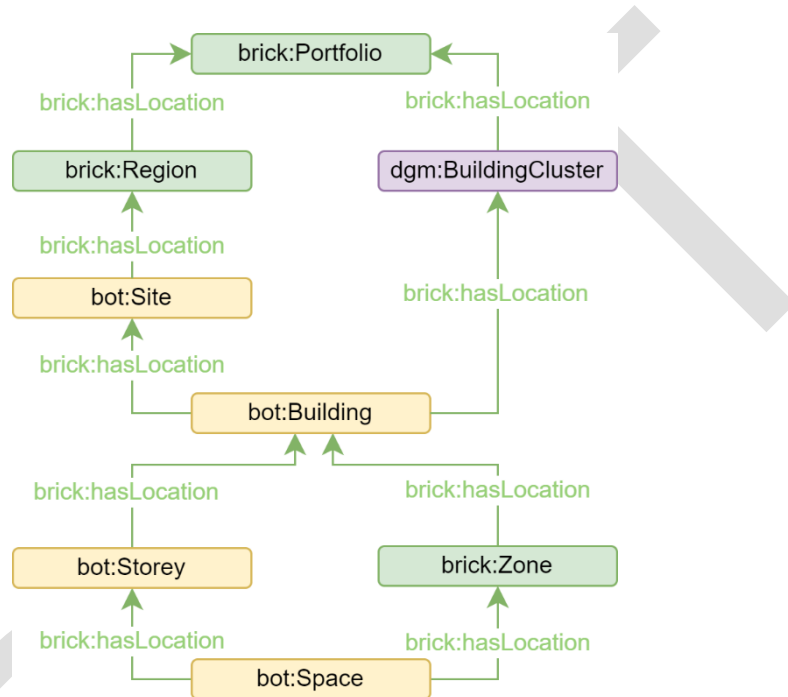 brick:Portfolio
brick:hasLocation
brick:hasLocation
brick:Region
dgm:BuildingCluster
brick:hasLocation
bot:Site
brick:hasLocation
brick:hasLocation
bot:Building
brick:hasLocation
brick:hasLocation
bot:Storey
brick:Zone
brick:hasLocation
brick:hasLocation
bot:Space